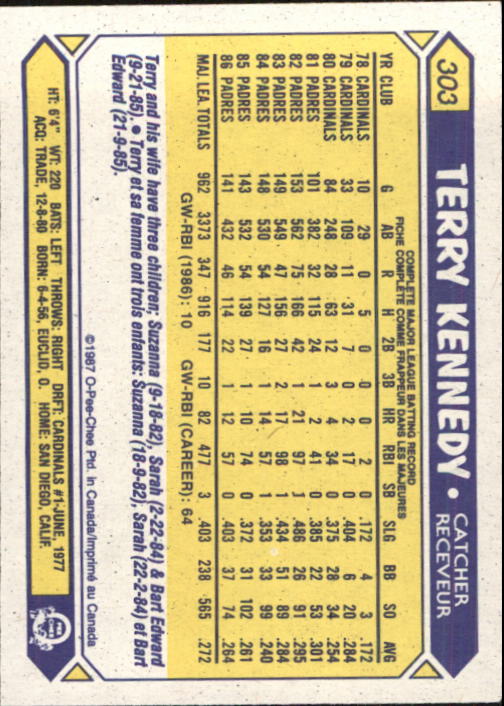 303
TERRY KENNEDY • CATCHER
RECEVEUR
COMPLETE MAJOR LEAGUE BATTING RECORD
FICHE COMPLÈTE COMME FRAPPEUR DANS LES MAJEURES
YR CLUB G AB R H 2B 3B HR RBI SB SLG BB SO AVG
78 CARDINALS 10 29 0 5 0 0 0 2 0 .172 4 3 .172
79 CARDINALS 33 109 11 31 7 0 2 17 0 .404 6 20 .284
80 CARDINALS 84 248 28 63 12 3 4 34 0 .375 28 34 .254
81 PADRES 101 382 32 115 24 1 2 41 0 .385 22 53 .301
82 PADRES 153 562 75 166 42 1 21 97 1 .486 26 91 .295
83 PADRES 149 549 47 156 27 2 17 98 1 .434 51 89 .284
84 PADRES 148 530 54 127 16 1 14 57 1 .353 33 99 .240
85 PADRES 143 532 54 139 27 1 10 74 0 .372 31 102 .261
86 PADRES 141 432 46 114 22 1 12 57 0 .403 37 74 .264
MAJ. LEA. TOTALS 962 3373 347 916 177 10 82 477 3 .403 238 565 .272
GW-RBI (1986): 10 GW-RBI (CAREER): 64
Terry and his wife have three children; Suzanna (9-18-82), Sarah (2-22-84) & Bart Edward
(9-21-85). • Terry et sa femme ont trois enfants: Suzanna (18-9-82), Sarah (22-2-84) et Bart
Edward (21-9-85).
©1987 O-Pee-Chee Ptd. in Canada/Imprimé au Canada
HT: 6'4" WT: 220 BATS: LEFT THROWS: RIGHT DRFT: CARDINALS #1-JUNE, 1977
ACQ: TRADE, 12-8-80 BORN: 6-4-56, EUCLID, O. HOME: SAN DIEGO, CALIF.